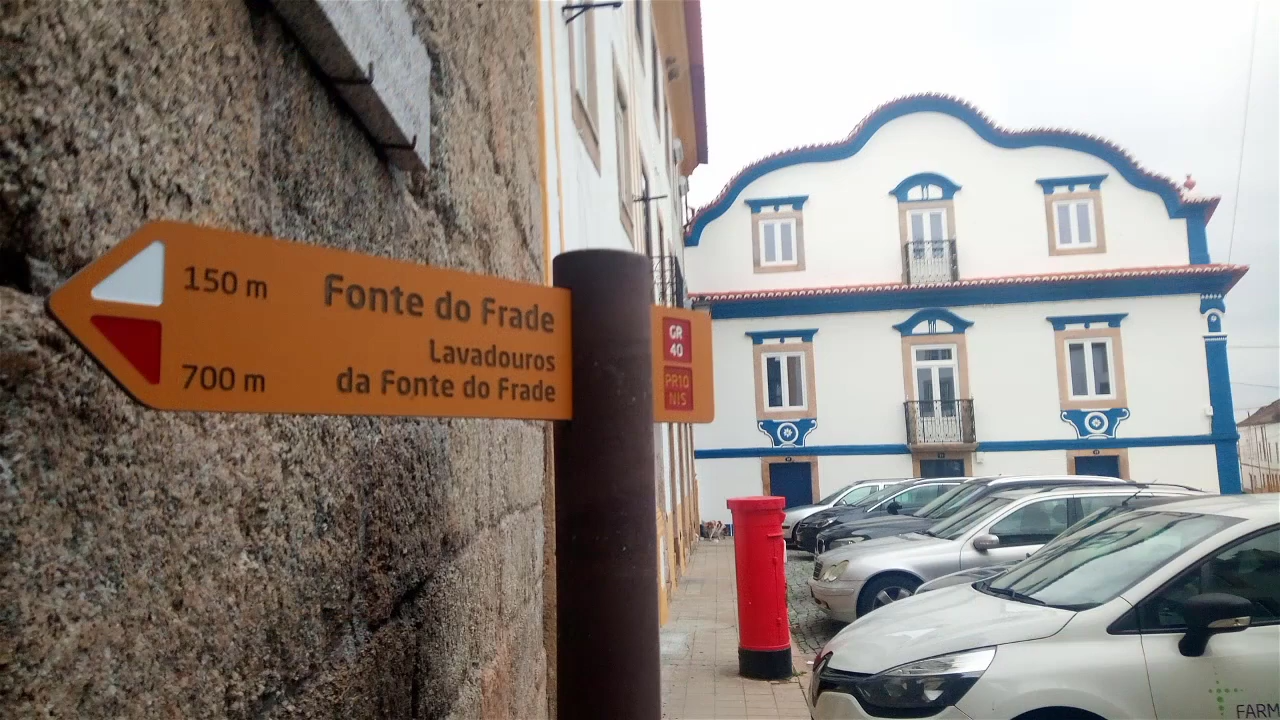 150 m
Fonte do Frade
Lavadouros
700 m
da Fonte do Frade
GR
40
PR10
NIS
FARM